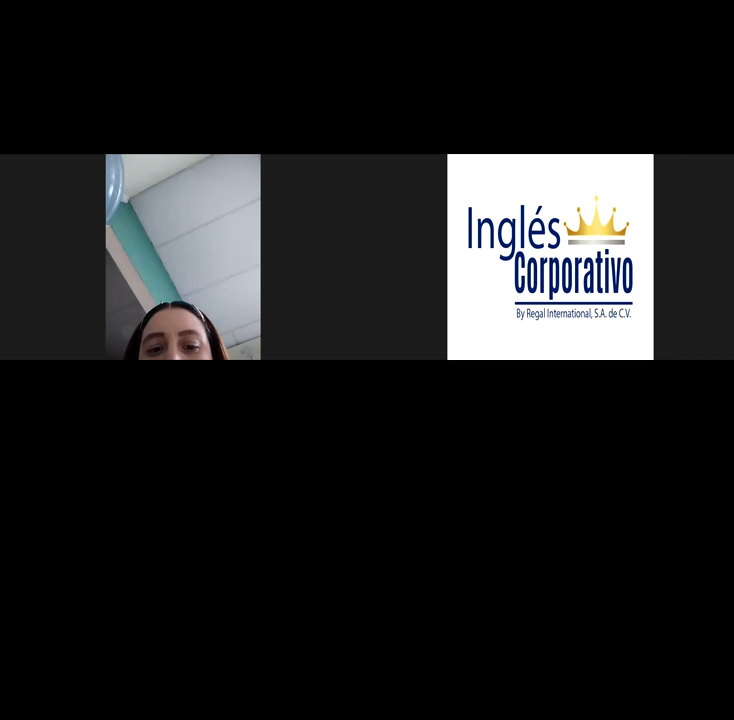 Inglés
Corporativo
By Regal International, S.A. de C.V.